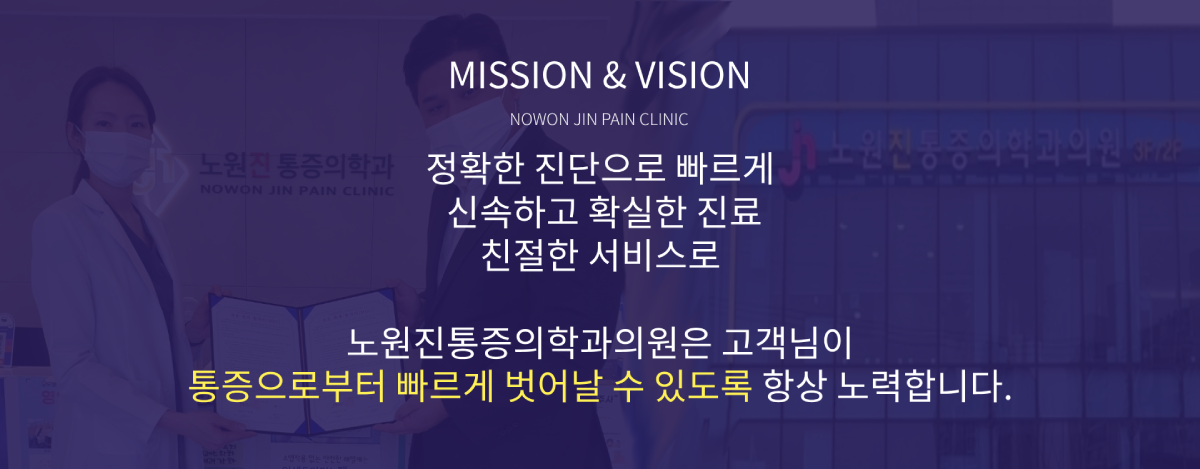 MISSION & VISION
NOWON JIN PAIN CLINIC
정확한 진단으로 빠르게
신속하고 확실한 진료
친절한 서비스로
노원진통증의학과의원은 고객님이
통증으로부터 빠르게 벗어날 수 있도록 항상 노력합니다.
노원진통증의학과
NOWON JIN PAIN CLINIC
노원진통증의학과의원 3F/2F